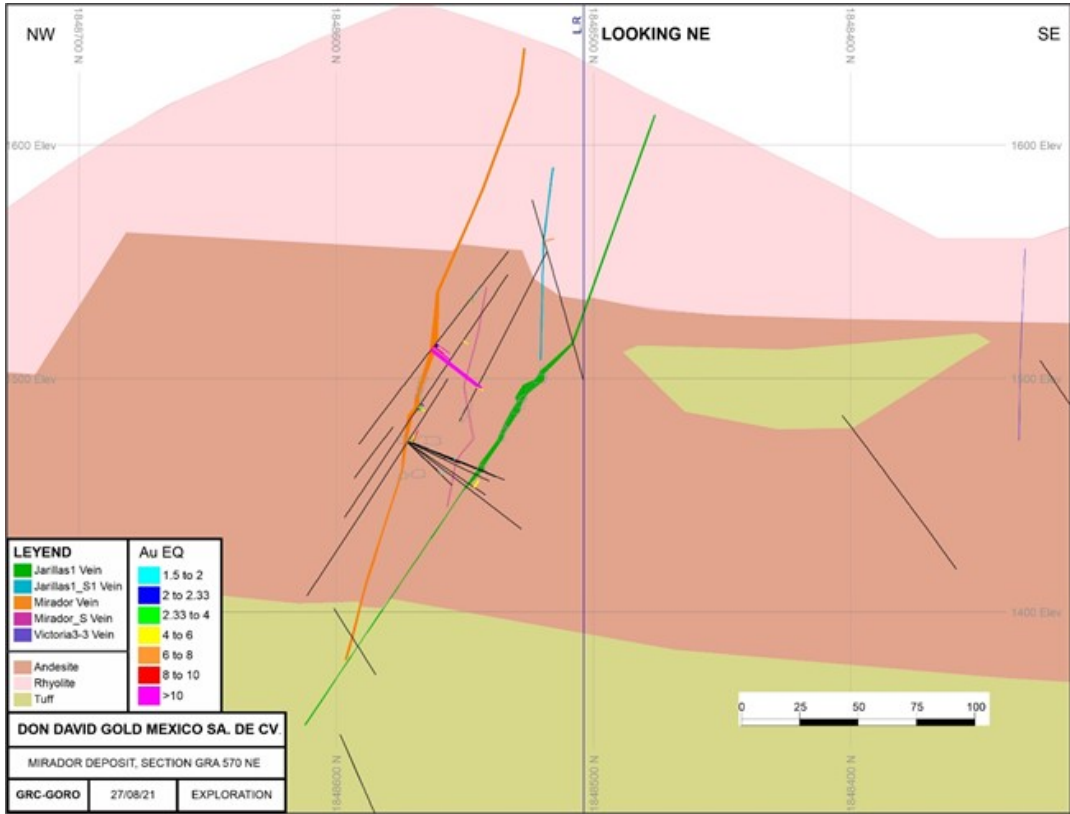 NW
1848700 N
1848600 N
L R
1848500 N
LOOKING NE
1848400 N
SE
1600 Elev
1600 Elev
1500 Elev
1500 Elev
1400 Elev
LEYEND
Jarillas1 Vein
Jarillas1_S1 Vein
Mirador Vein
Mirador_S Vein
Victoria3-3 Vein
Andesite
Rhyolite
Tuff
Au EQ
1.5 to 2
2 to 2.33
2.33 to 4
4 to 6
6 to 8
8 to 10
>10
DON DAVID GOLD MEXICO SA. DE CV.
MIRADOR DEPOSIT, SECTION GRA 570 NE
GRC-GORO 27/08/21 EXPLORATION
0 25 50 75 100
1848600 N
1848500 N
1848400 N